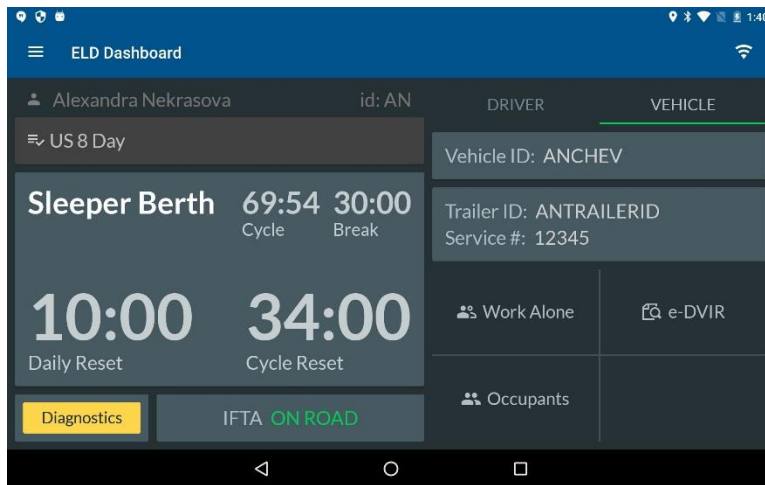 1:40
ELD Dashboard
Alexandra Nekrasova id: AN
US 8 Day
Sleeper Berth
69:54 30:00
Cycle Break
10:00 34:00
Daily Reset Cycle Reset
Diagnostics
IFTA ON ROAD
DRIVER VEHICLE
Vehicle ID: ANCHEV
Trailer ID: ANTRAILERID
Service #: 12345
Work Alone
e-DVIR
Occupants